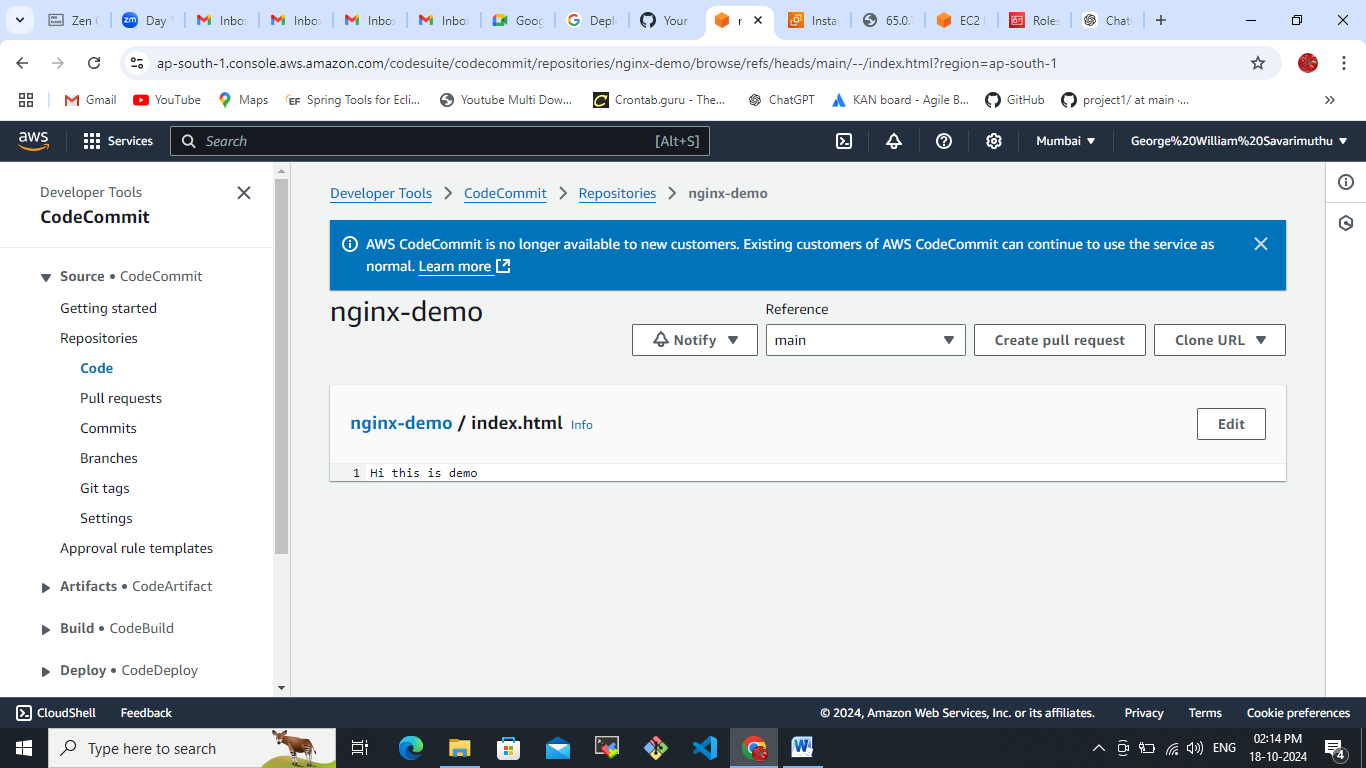 Zen C
Day 1
Inbox
Inbox
Inbox
Inbox
Goog
Deplo
Your
r
Instan
65.0.
EC2 I
Roles
Chat
ap-south-1.console.aws.amazon.com/codesuite/codecommit/repositories/nginx-demo/browse/refs/heads/main/--/index.html?region=ap-south-1
Gmail
YouTube
Maps
Spring Tools for Ecli...
Youtube Multi Dow...
Crontab.guru - The...
ChatGPT
KAN board - Agile B...
GitHub
project1/ at main ·...
aws
Services
Search
[Alt+S]
Mumbai
George%20William%20Savarimuthu
Developer Tools
CodeCommit
Source • CodeCommit
Getting started
Repositories
Code
Pull requests
Commits
Branches
Git tags
Settings
Approval rule templates
Artifacts • CodeArtifact
Build • CodeBuild
Deploy • CodeDeploy
Developer Tools
CodeCommit
Repositories
nginx-demo
AWS CodeCommit is no longer available to new customers. Existing customers of AWS CodeCommit can continue to use the service as
normal. Learn more
nginx-demo
Reference
Notify
main
Create pull request
Clone URL
nginx-demo / index.html Info
Edit
1 Hi this is demo
CloudShell
Feedback
© 2024, Amazon Web Services, Inc. or its affiliates.
Privacy
Terms
Cookie preferences
Type here to search
ENG
02:14 PM
18-10-2024
4